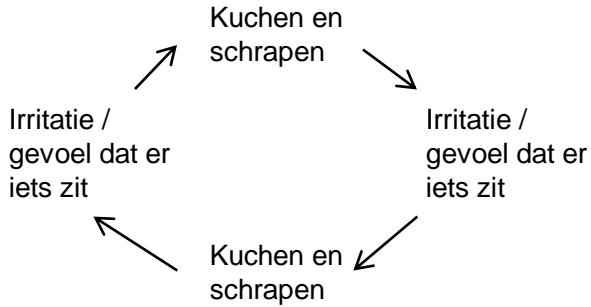 Kuchen en
schrapen
Irritatie /
gevoel dat er
iets zit
Irritatie /
gevoel dat er
iets zit
Kuchen en
schrapen